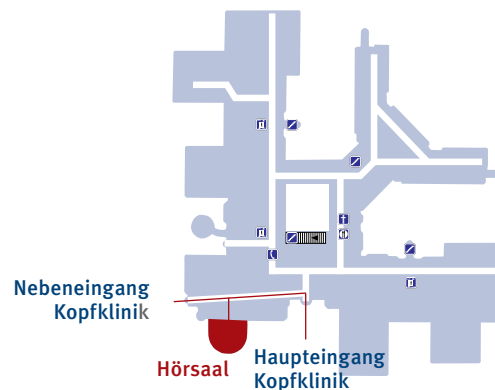 Nebeneingang
Kopfklinik
Hörsaal
Haupteingang
Kopfklinik